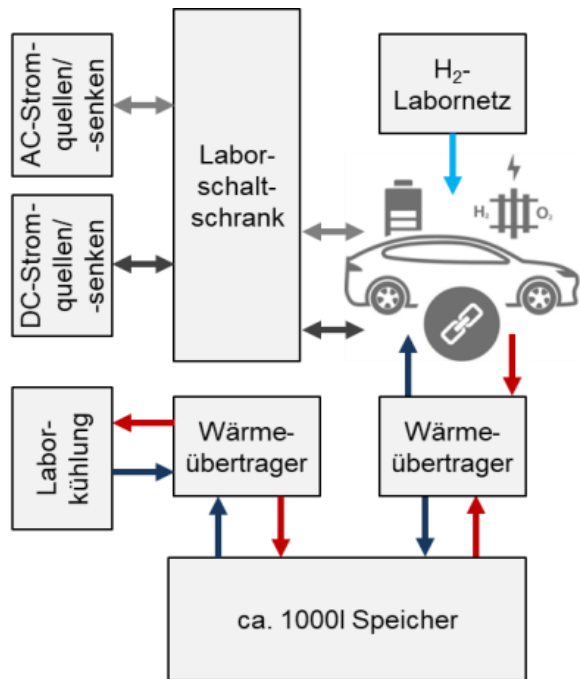 AC-Strom-
quellen/
-senken
DC-Strom-
quellen/
-senken
Labor-
schalt-
schrank
H₂-
Labornetz
H₂
O₂
Labor-
kühlung
Wärme-
übertrager
Wärme-
übertrager
ca. 1000l Speicher